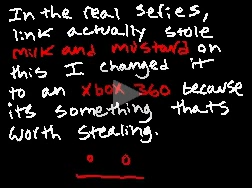 In the real series,
link actually stole
milk and mustard on
this I changed it
to an xbox 360 because
its something thats
worth stealing.